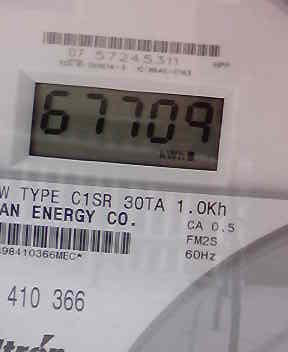 07 57245311
67709
kWh
W TYPE C1SR 30TA 1.0Kh
AN ENERGY CO.
CA 0.5
FM2S
60Hz
98410366MEC*
410 366
ltrón